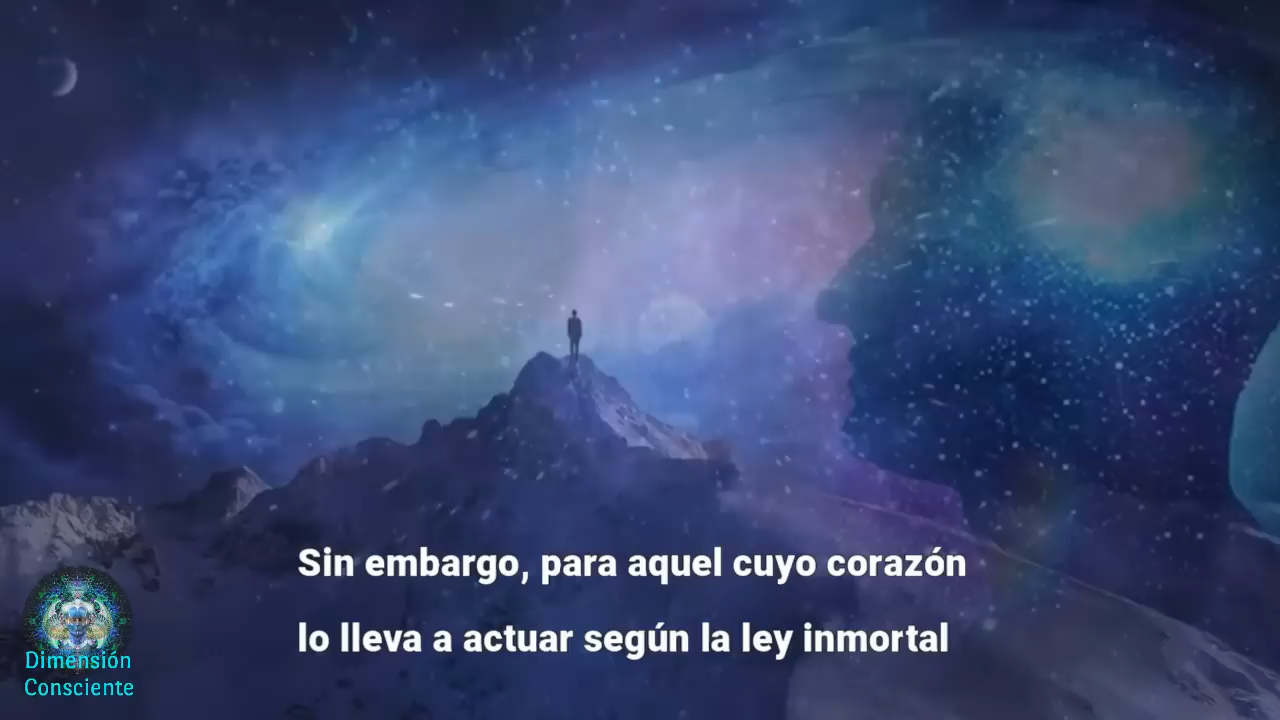 Sin embargo, para aquel cuyo corazón
lo lleva a actuar según la ley inmortal
Dimensión
Consciente